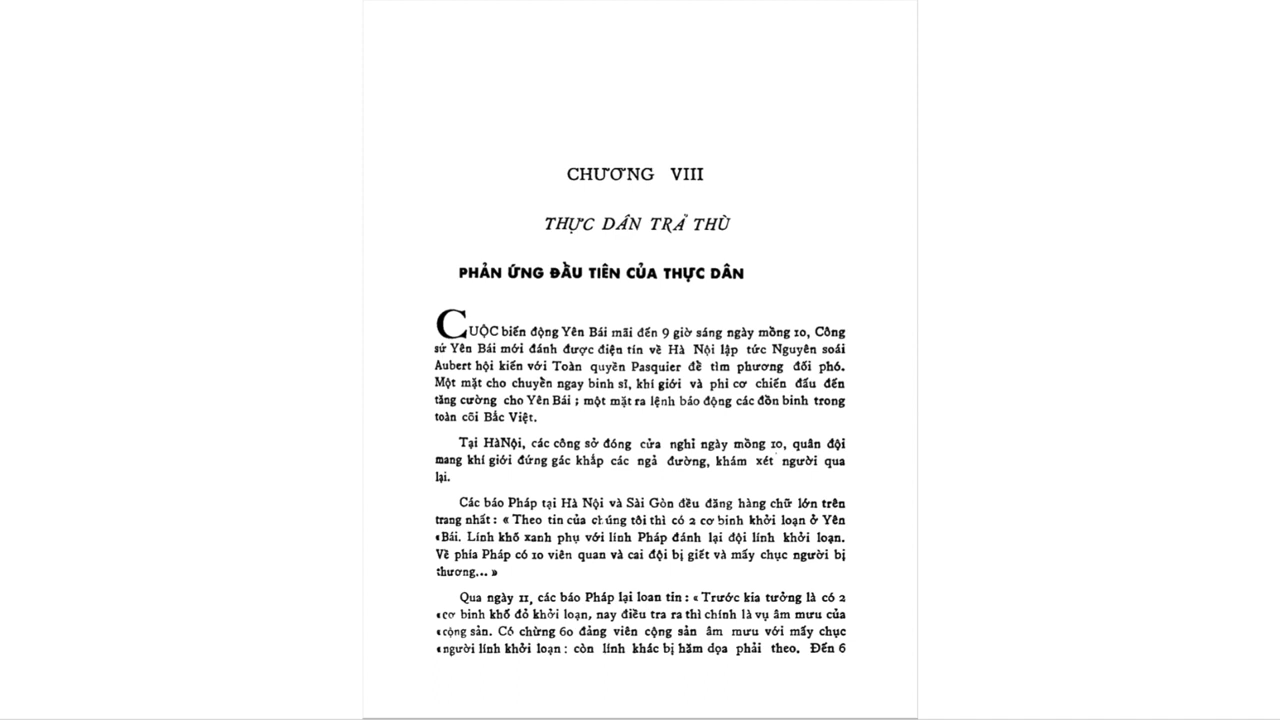 CHƯƠNG VIII
THỰC DÂN TRẢ THÙ
PHẢN ỨNG ĐẦU TIÊN CỦA THỰC DÂN
CUỘC biến động Yên Bái mãi đến 9 giờ sáng ngày mồng 10, Công
sứ Yên Bái mới đánh được điện tín về Hà Nội lập tức Nguyên soái
Aubert hội kiến với Toàn quyền Pasquier để tìm phương đối phó.
Một mặt cho chuyển ngay binh sĩ, khí giới và phi cơ chiến đấu đến
tăng cường cho Yên Bái ; một mặt ra lệnh báo động các đồn binh trong
toàn cõi Bắc Việt.
Tại HàNội, các công sở đóng cửa nghỉ ngày mồng 10, quân đội
mang khí giới đứng gác khắp các ngả đường, khám xét người qua
lại.
Các báo Pháp tại Hà Nội và Sài Gòn đều đăng hàng chữ lớn trên
trang nhất : « Theo tin của chúng tôi thì có 2 cơ binh khởi loạn ở Yên
«Bái. Lính khố xanh phụ với lính Pháp đánh lại đội lính khởi loạn.
Về phía Pháp có 10 viên quan và cai đội bị giết và mấy chục người bị
thương... »
Qua ngày 11, các báo Pháp lại loan tin : « Trước kia tưởng là có 2
«cơ binh khố đỏ khởi loạn, nay điều tra ra thì chính là vụ âm mưu của
«cộng sản. Có chừng 60 đảng viên cộng sản âm mưu với mấy chục
«người lính khởi loạn : còn lính khác bị hăm dọa phải theo. Đến 6